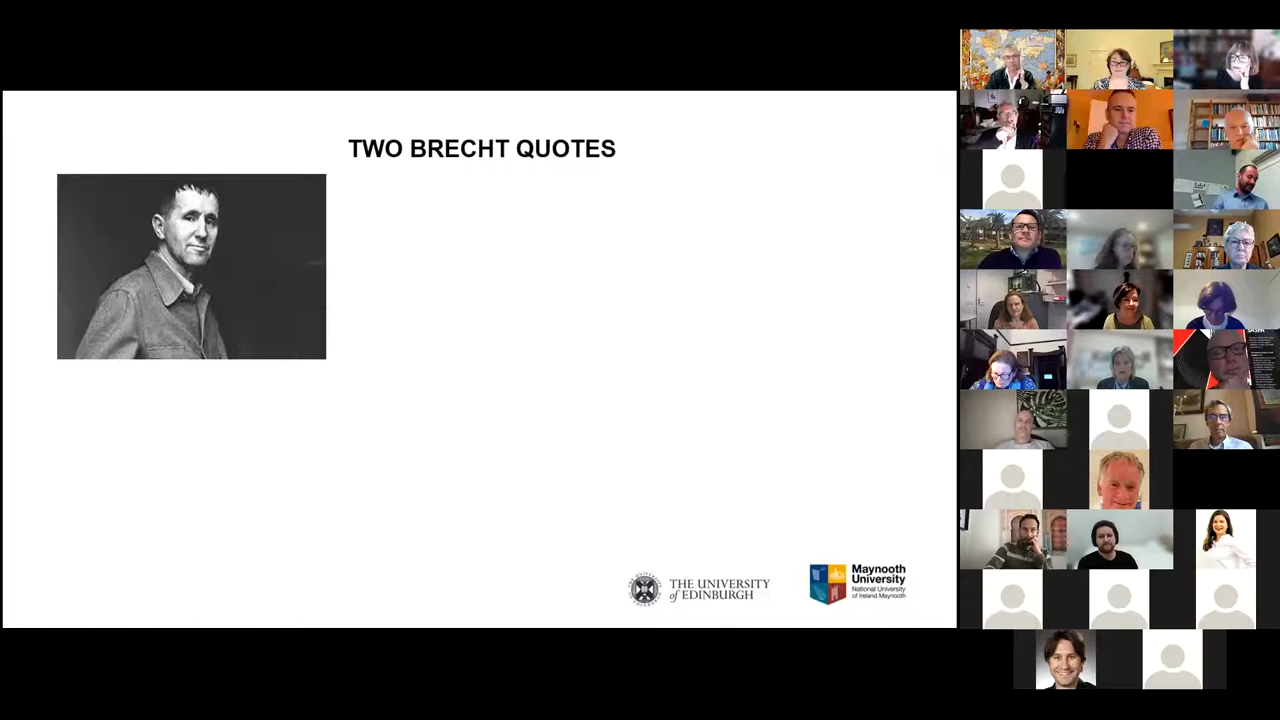 TWO BRECHT QUOTES
THE UNIVERSITY
of EDINBURGH
Maynooth
University
National University
of Ireland Maynooth